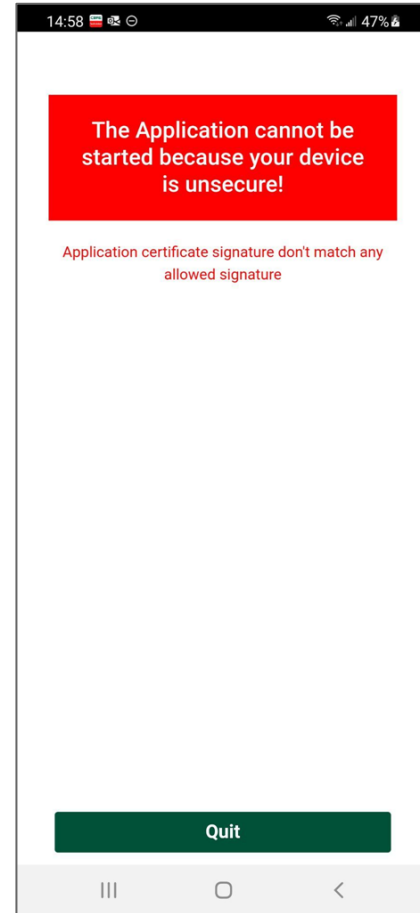 14:58 47%
The Application cannot be
started because your device
is unsecure!
Application certificate signature don't match any
allowed signature
Quit